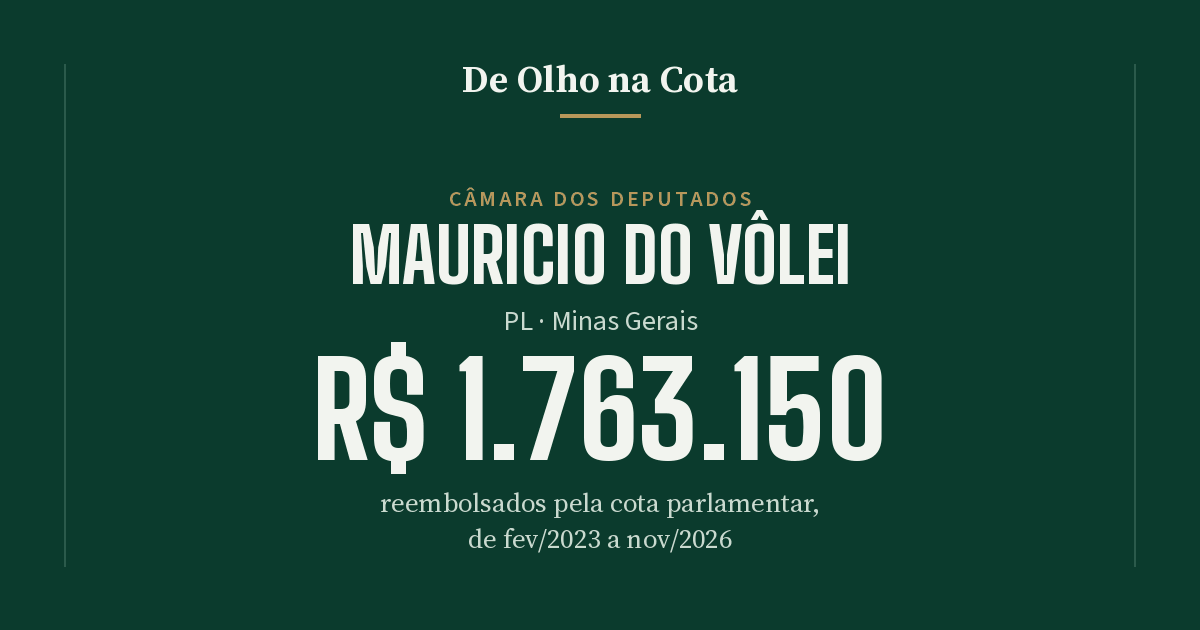 De Olho na Cota
CÂMARA DOS DEPUTADOS
MAURICIO DO VÔLEI
PL · Minas Gerais
R$ 1.763.150
reembolsados pela cota parlamentar,
de fev/2023 a nov/2026